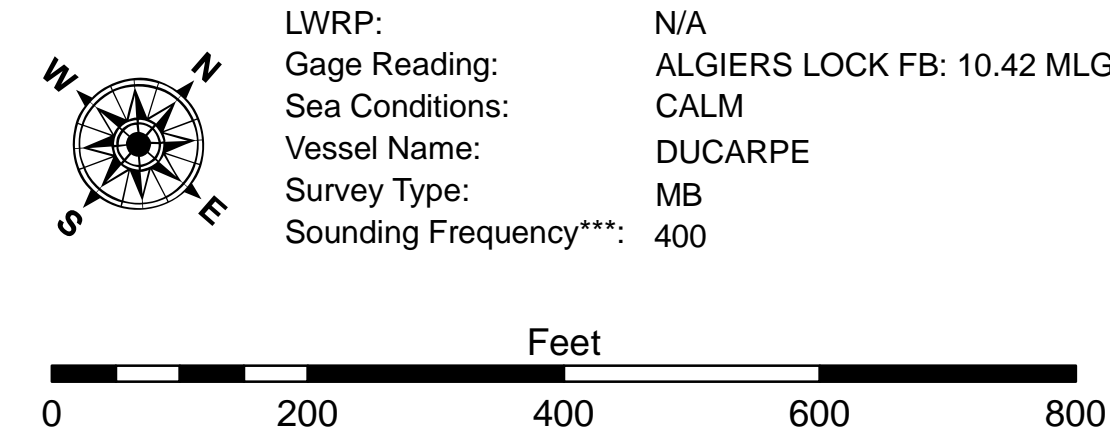 LWRP: N/A
Gage Reading: ALGIERS LOCK FB: 10.42 MLG
Sea Conditions: CALM
Vessel Name: DUCARPE
Survey Type: MB
Sounding Frequency***: 400
W N
S E
Feet
0 200 400 600 800